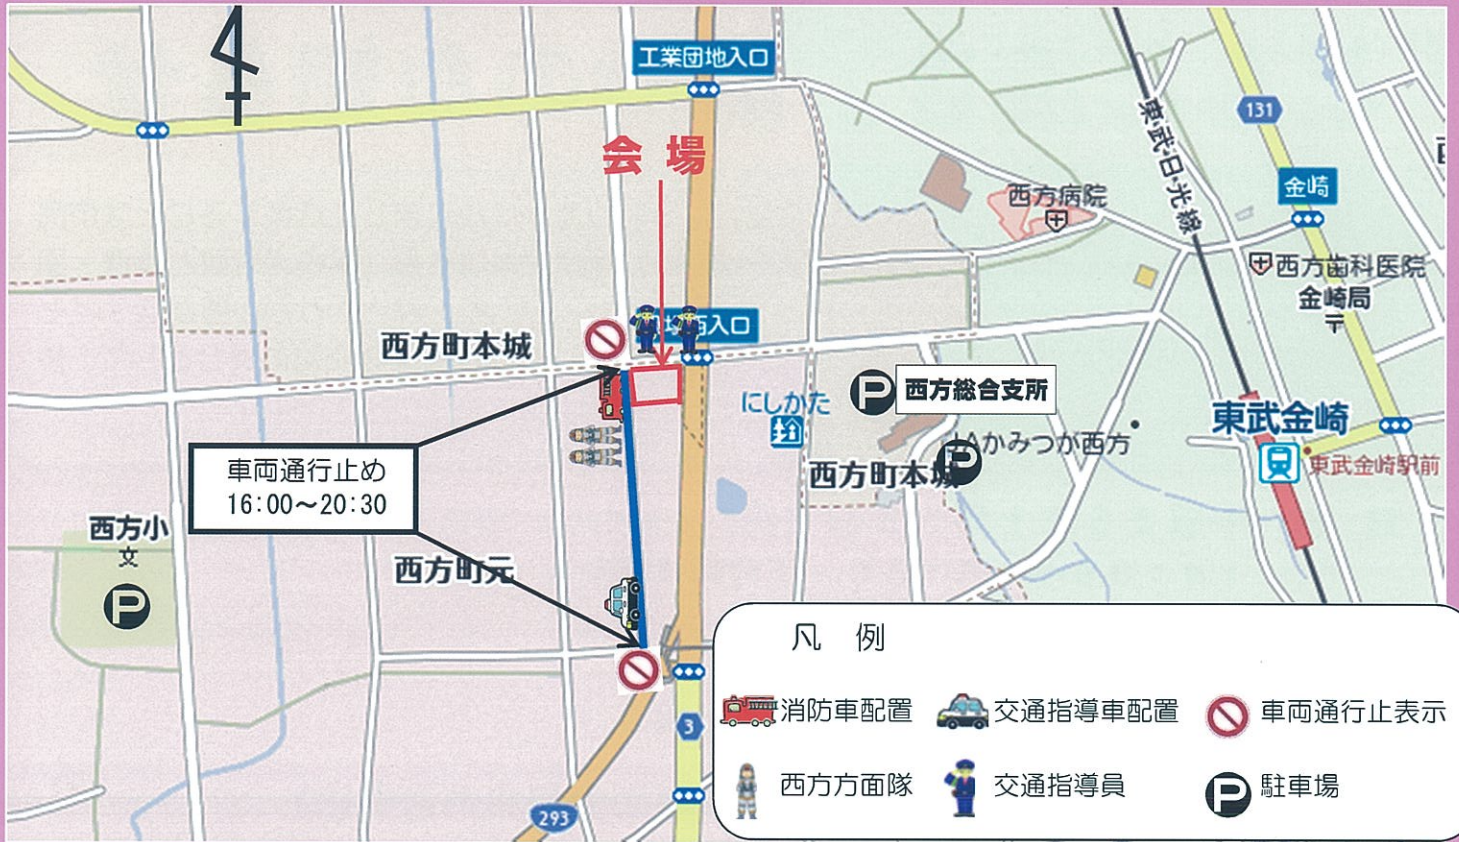 工業団地入口
会場
131
東武日光線
金崎
西方病院
西方歯科医院
金崎局
西入口
西方町本城
にしかた
P
西方総合支所
かみつが西方
P
東武金崎
東武金崎駅前
西方町本城
車両通行止め
16:00～20:30
西方小
文
P
西方町元
3
293
凡 例
消防車配置
交通指導車配置
車両通行止表示
西方方面隊
交通指導員
P
駐車場